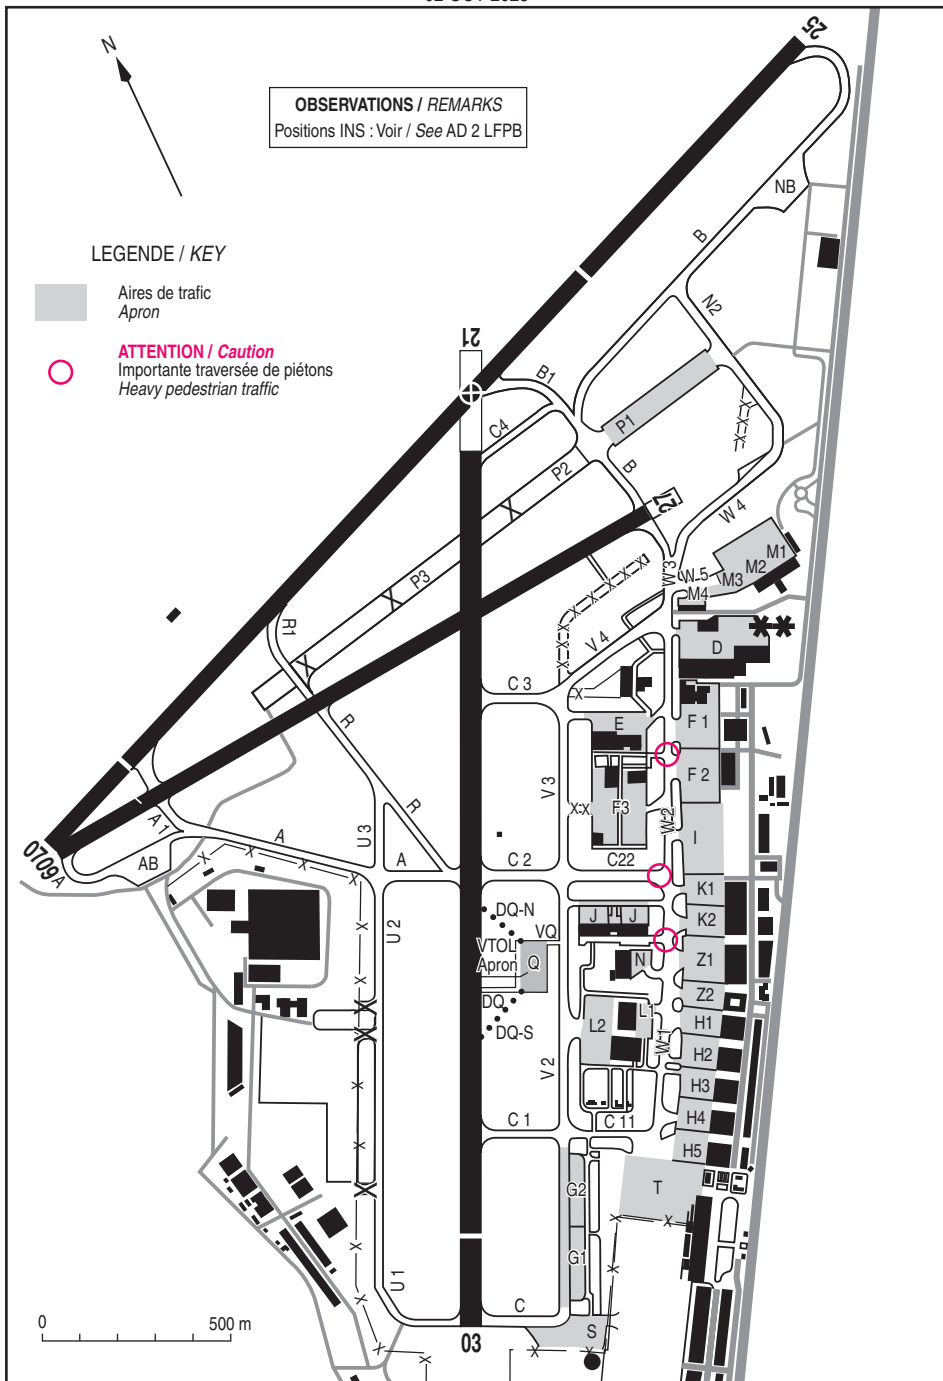 N
25
OBSERVATIONS / REMARKS
Positions INS : Voir / See AD 2 LFPB
NB
B
LEGENDE / KEY
Aires de trafic
Apron
N2
21
ATTENTION / Caution
Importante traversée de piétons
Heavy pedestrian traffic
B1
P1
C4
P2
B
27
W 4
M1
M2
M3
W 5
W 3
M4
P3
R1
V 4
D
C 3
X
E
F 1
R
F 2
V 3
X-X
F3
R
W-2
A 1
A
U 3
I
0709
A
AB
A
C 2
C22
K1
K2
J
J
DQ-N
U 2
VQ
VTOL
Apron
Q
N
Z1
Z2
DQ
L1
L2
H1
DQ-S
W-1
H2
V 2
H3
C 1
C 11
H4
H5
G2
T
G1
U 1
C
S
0
500 m
03